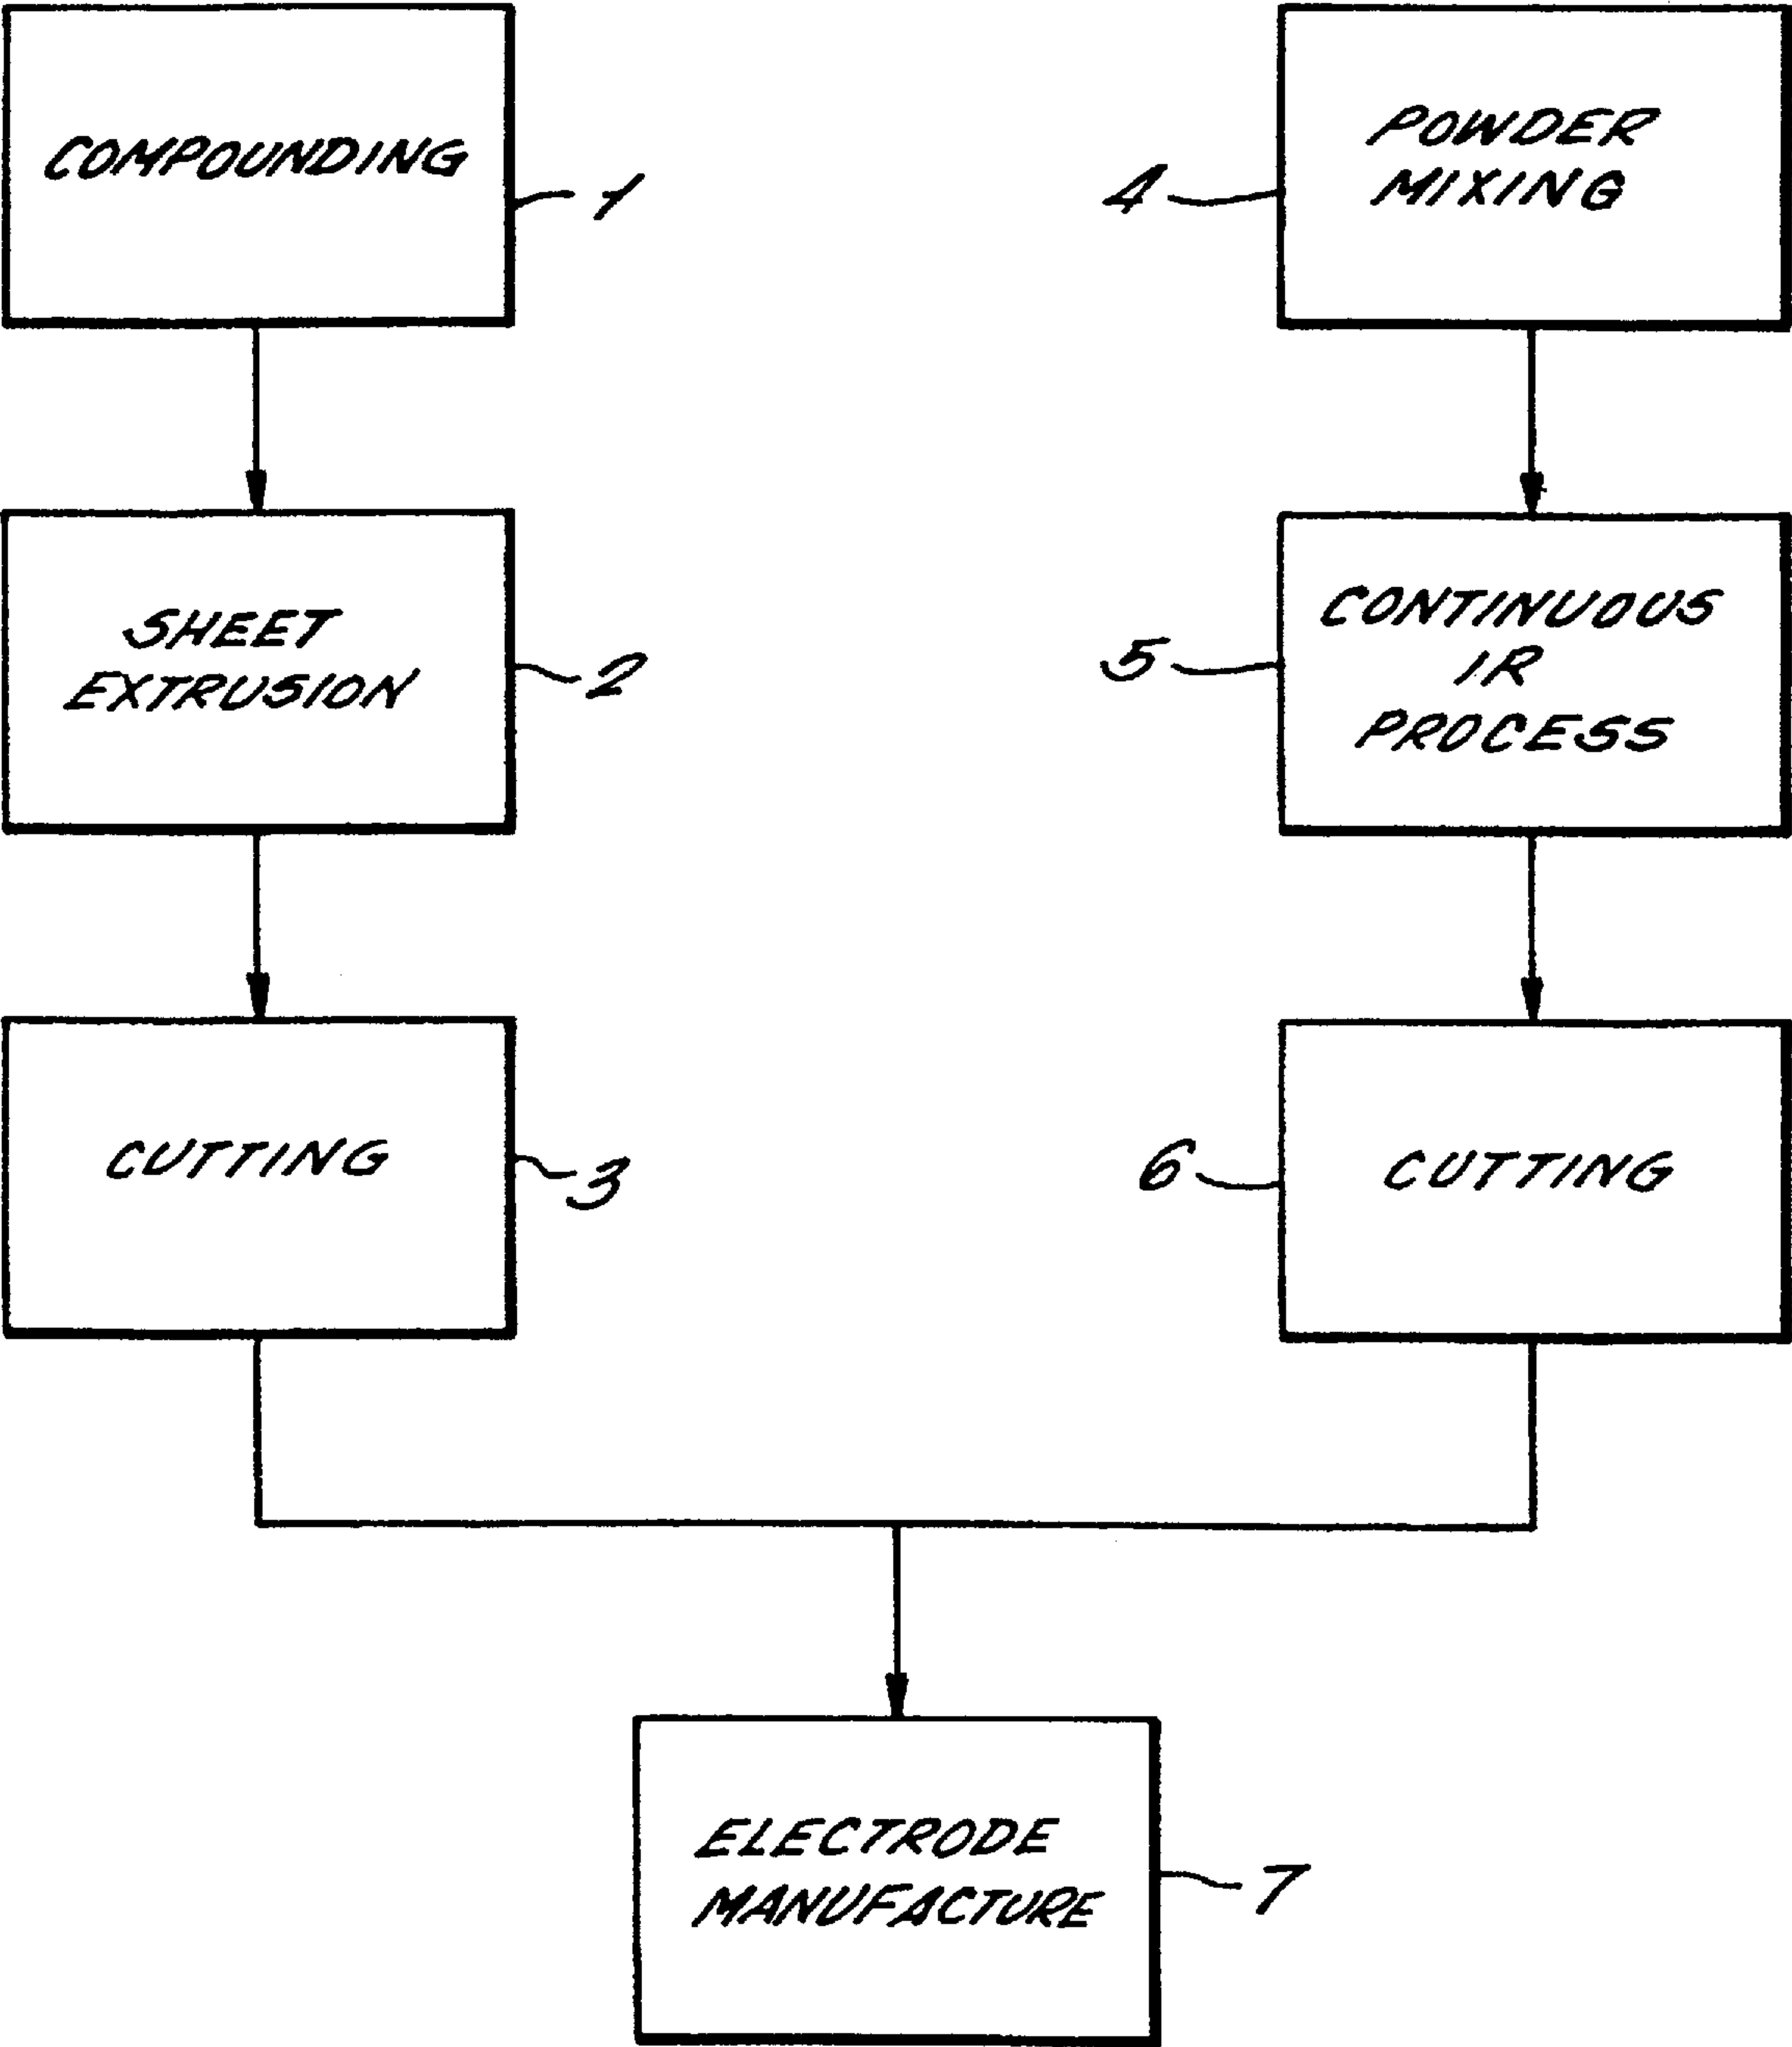 COMPOUNDING
1
SHEET
EXTRUSION
2
CUTTING
3
POWDER
MIXING
4
CONTINUOUS
IR
PROCESS
5
CUTTING
6
ELECTRODE
MANUFACTURE
7